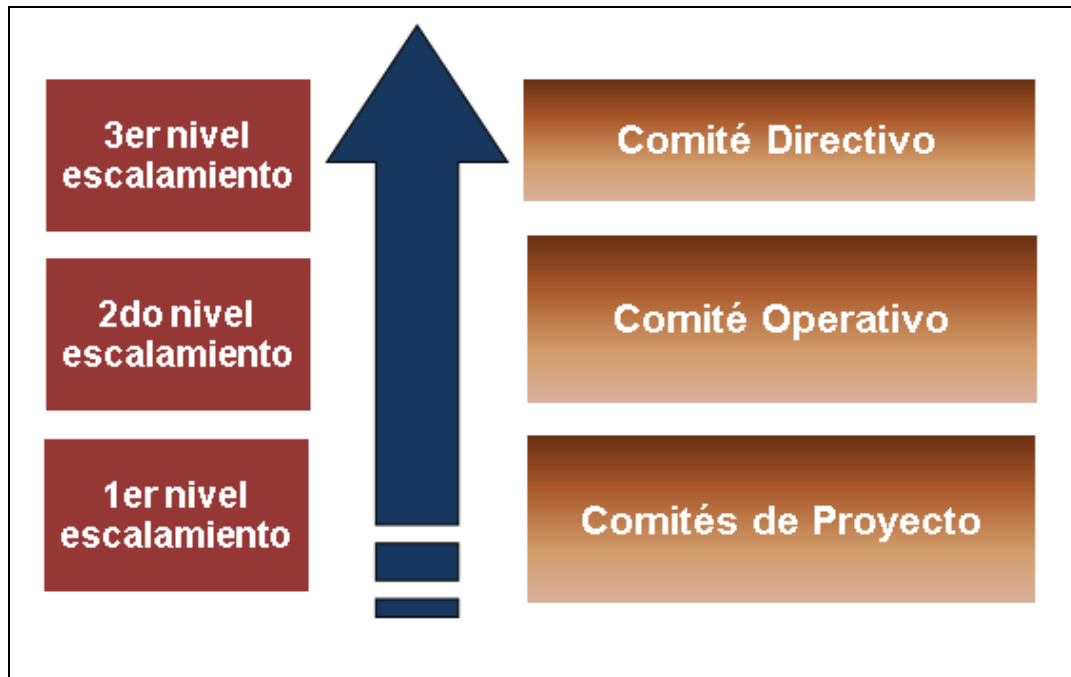 3er nivel
escalamiento
Comité Directivo
2do nivel
escalamiento
Comité Operativo
1er nivel
escalamiento
Comités de Proyecto